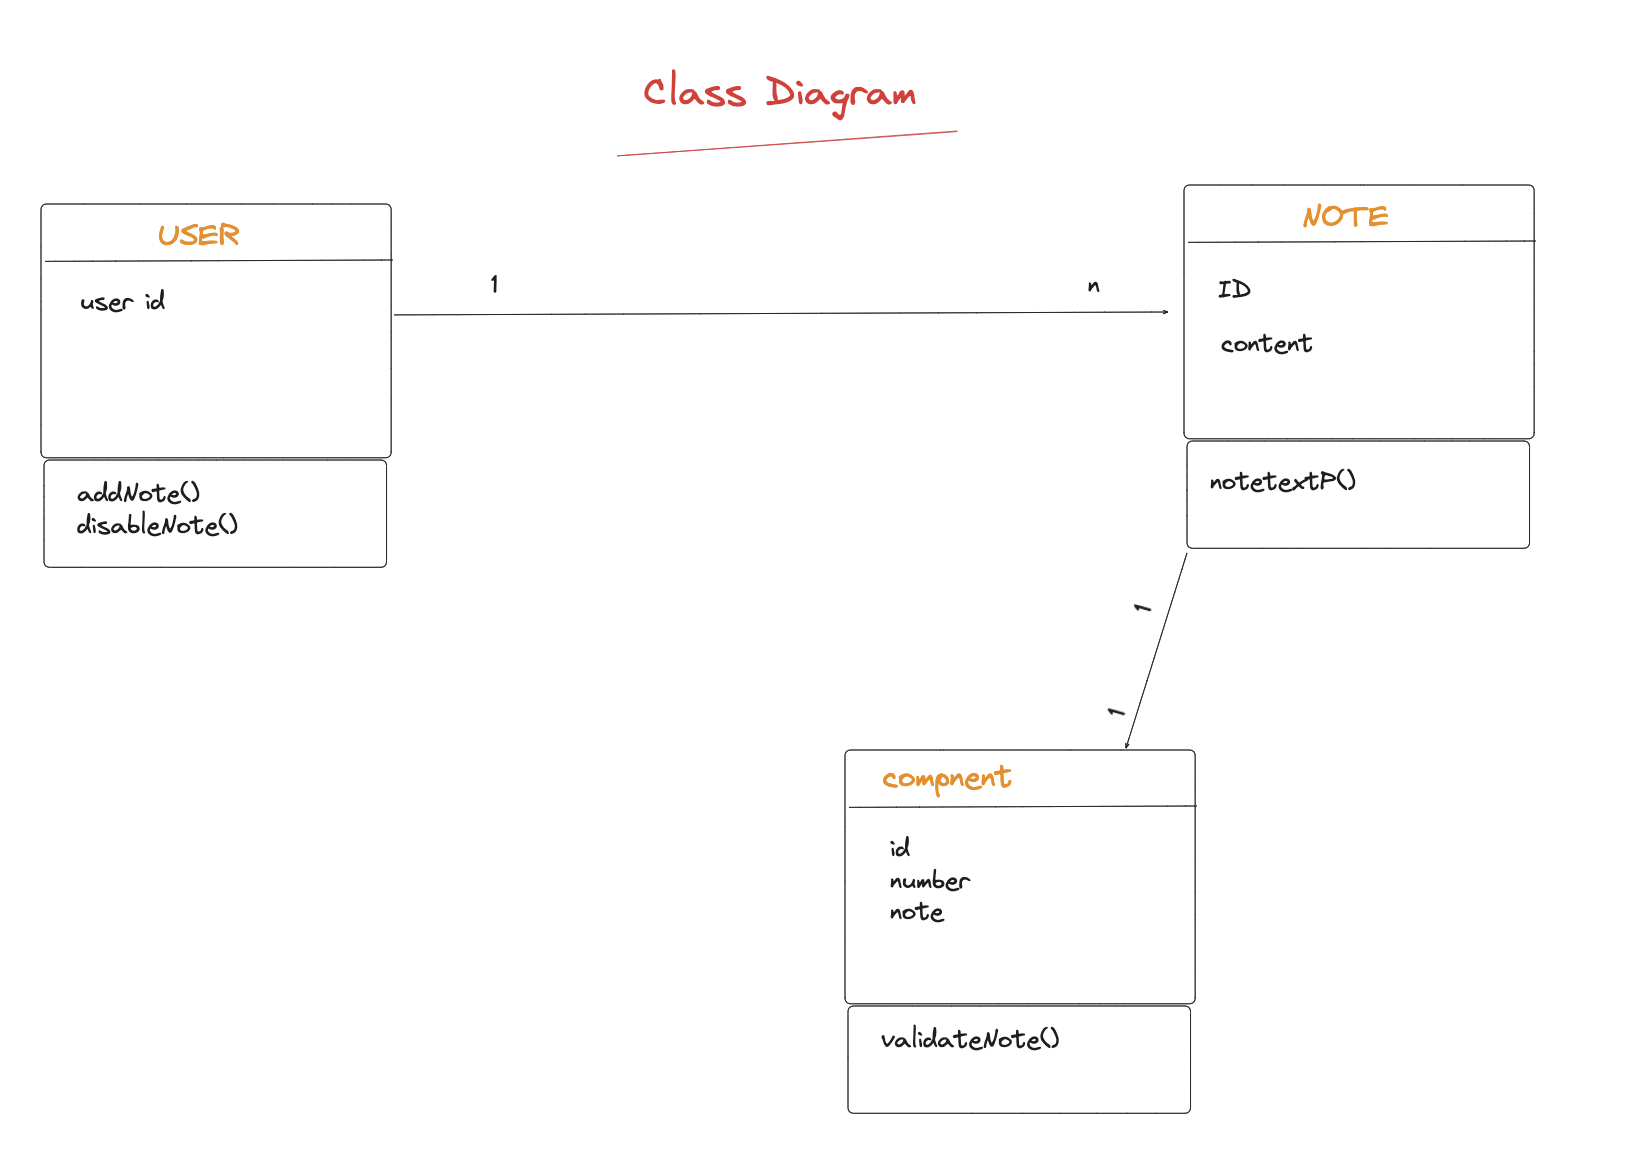 Class Diagram
USER
user id
addNote()
disableNote()
1
n
NOTE
ID
content
notetextP()
1
1
compnent
id
number
note
validateNote()